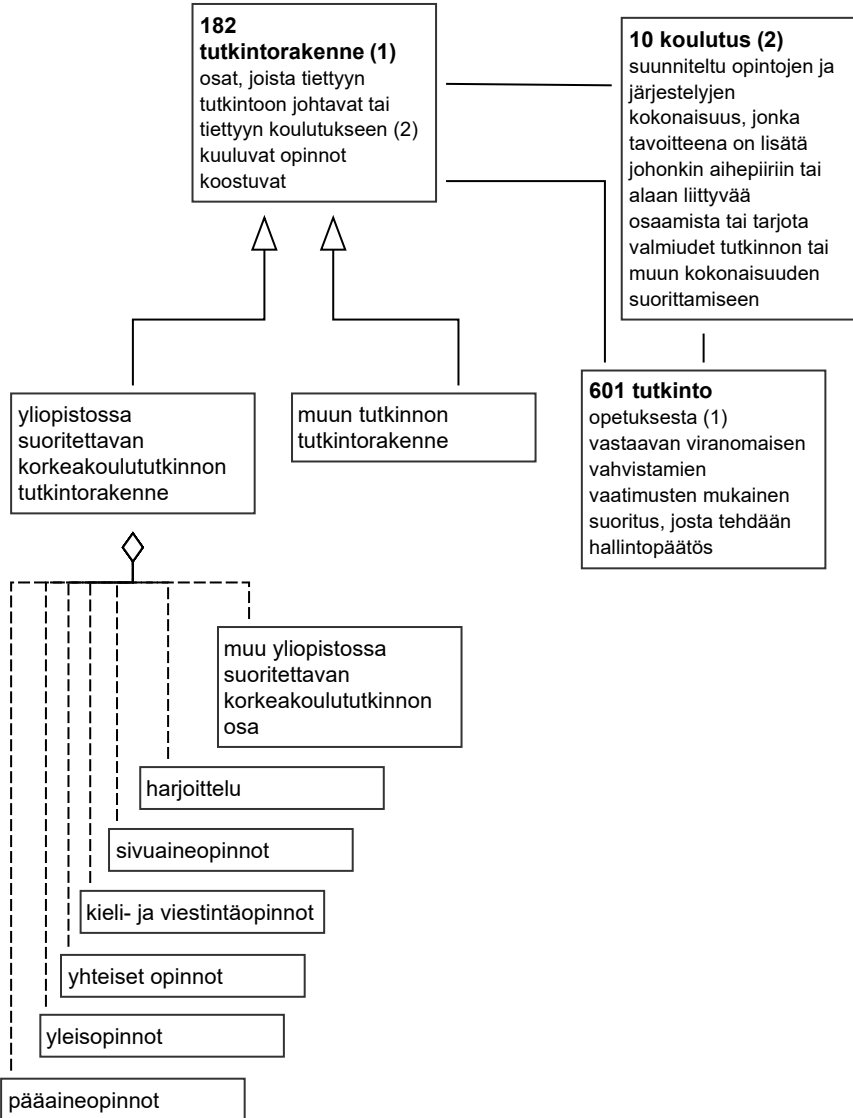 182
tutkintorakenne (1)
osat, joista tiettyyn
tutkintoon johtavat tai
tiettyyn koulutukseen (2)
kuuluvat opinnot
koostuvat
10 koulutus (2)
suunniteltu opintojen ja
järjestelyjen
kokonaisuus, jonka
tavoitteena on lisätä
johonkin aihepiiriin tai
alaan liittyvää
osaamista tai tarjota
valmiudet tutkinnon tai
muun kokonaisuuden
suorittamiseen
yliopistossa
suoritettavan
korkeakoulututkinnon
tutkintorakenne
muun tutkinnon
tutkintorakenne
601 tutkinto
opetuksesta (1)
vastaavan viranomaisen
vahvistamien
vaatimusten mukainen
suoritus, josta tehdään
hallintopäätös
muu yliopistossa
suoritettavan
korkeakoulututkinnon
osa
harjoittelu
sivuaineopinnot
kieli- ja viestintäopinnot
yhteiset opinnot
yleisopinnot
pääaineopinnot